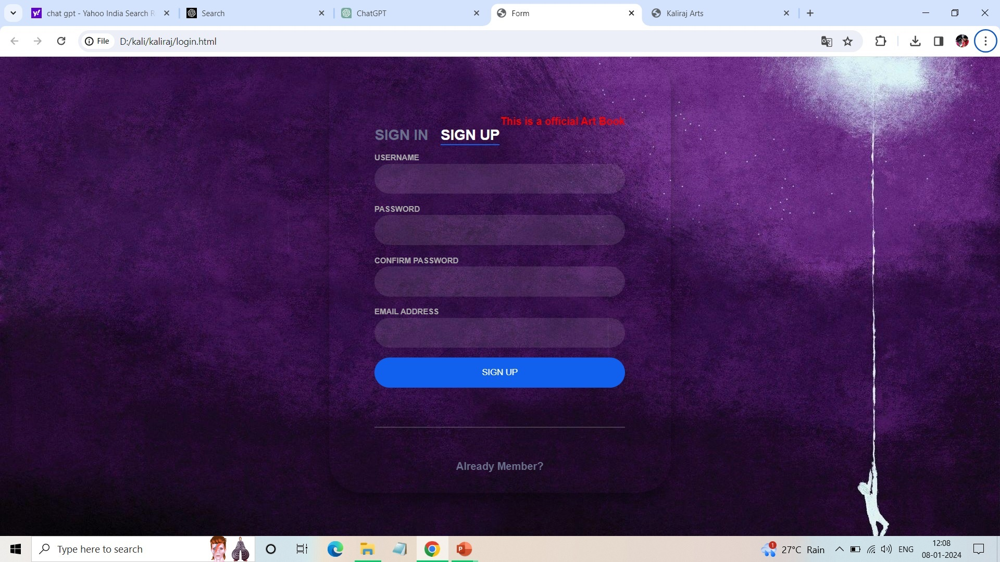 chat gpt - Yahoo India Search R
Search
ChatGPT
Form
Kaliraj Arts
File
D:/kali/kaliraj/login.html
This is a official Art Book
SIGN IN SIGN UP
USERNAME
PASSWORD
CONFIRM PASSWORD
EMAIL ADDRESS
SIGN UP
Already Member?
Type here to search
1
27°C Rain
ENG
12:08
08-01-2024